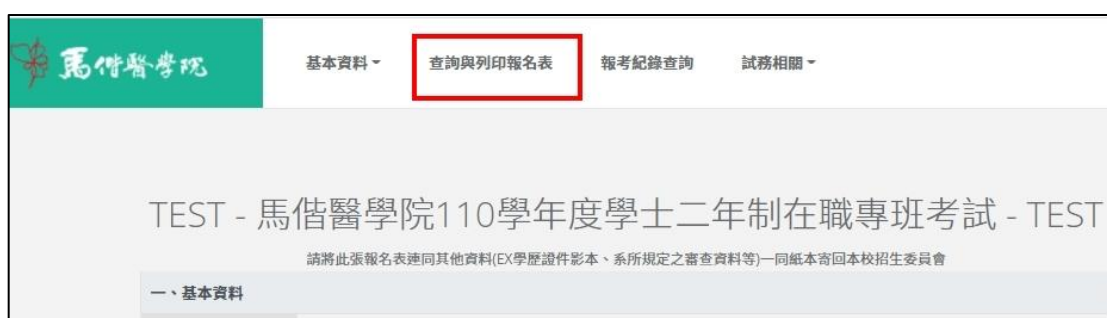 馬偕醫學院
基本資料 查詢與列印報名表 報考紀錄查詢 試務相關
TEST - 馬偕醫學院110學年度學士二年制在職專班考試 - TEST
請將此張報名表連同其他資料(EX學歷證件影本、系所規定之審查資料等)一同紙本寄回本校招生委員會
一、基本資料